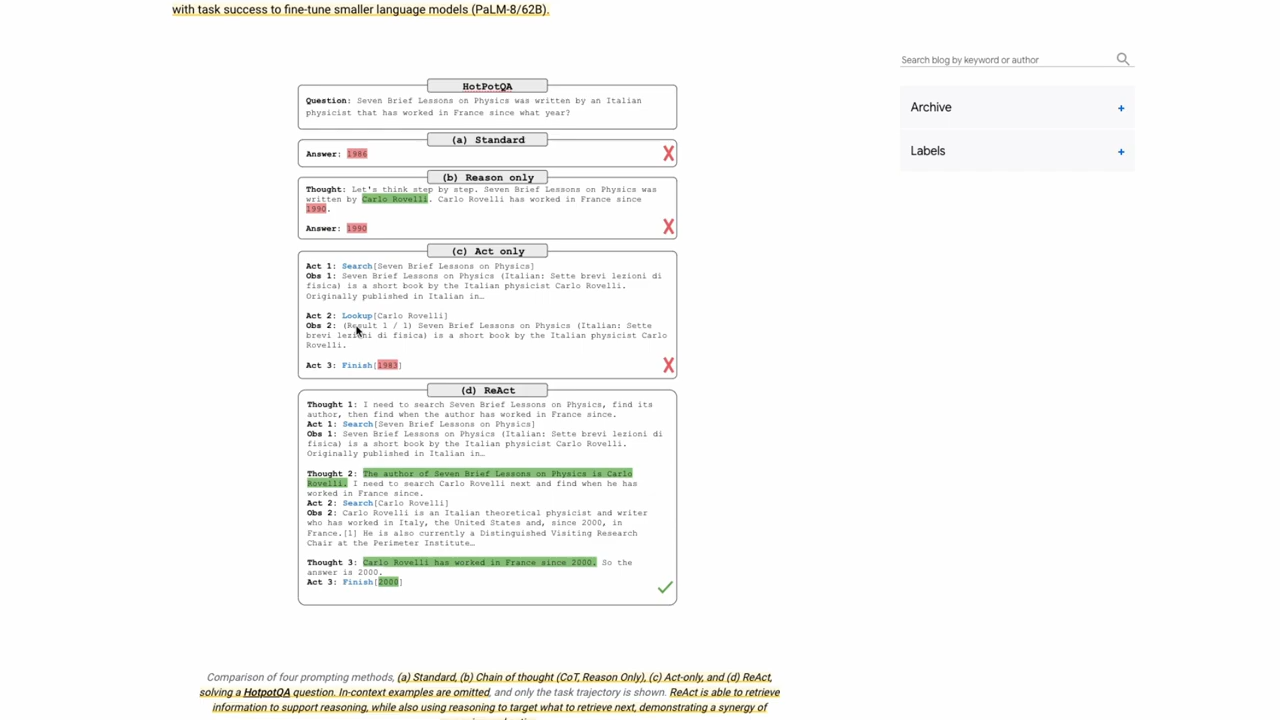 with task success to fine-tune smaller language models (PaLM-8/62B).
Search blog by keyword or author
Archive +
Labels +
HotPotQA
Question: Seven Brief Lessons on Physics was written by an Italian
physicist that has worked in France since what year?
(a) Standard
Answer: 1986
(b) Reason only
Thought: Let's think step by step. Seven Brief Lessons on Physics was
written by Carlo Rovelli. Carlo Rovelli has worked in France since
1990.
Answer: 1990
(c) Act only
Act 1: Search[Seven Brief Lessons on Physics]
Obs 1: Seven Brief Lessons on Physics (Italian: Sette brevi lezioni di
fisica) is a short book by the Italian physicist Carlo Rovelli.
Originally published in Italian in…
Act 2: Lookup[Carlo Rovelli]
Obs 2: (Result 1 / 1) Seven Brief Lessons on Physics (Italian: Sette
brevi lezioni di fisica) is a short book by the Italian physicist Carlo
Rovelli.
Act 3: Finish[1983]
(d) ReAct
Thought 1: I need to search Seven Brief Lessons on Physics, find its
author, then find when the author has worked in France since.
Act 1: Search[Seven Brief Lessons on Physics]
Obs 1: Seven Brief Lessons on Physics (Italian: Sette brevi lezioni di
fisica) is a short book by the Italian physicist Carlo Rovelli.
Originally published in Italian in…
Thought 2: The author of Seven Brief Lessons on Physics is Carlo
Rovelli. I need to search Carlo Rovelli next and find when he has
worked in France since.
Act 2: Search[Carlo Rovelli]
Obs 2: Carlo Rovelli is an Italian theoretical physicist and writer
who has worked in Italy, the United States and, since 2000, in
France.[1] He is also currently a Distinguished Visiting Research
Chair at the Perimeter Institute…
Thought 3: Carlo Rovelli has worked in France since 2000. So the
answer is 2000.
Act 3: Finish[2000]
Comparison of four prompting methods, (a) Standard, (b) Chain of thought (CoT, Reason Only), (c) Act-only, and (d) ReAct,
solving a HotpotQA question. In-context examples are omitted, and only the task trajectory is shown. ReAct is able to retrieve
information to support reasoning, while also using reasoning to target what to retrieve next, demonstrating a synergy of